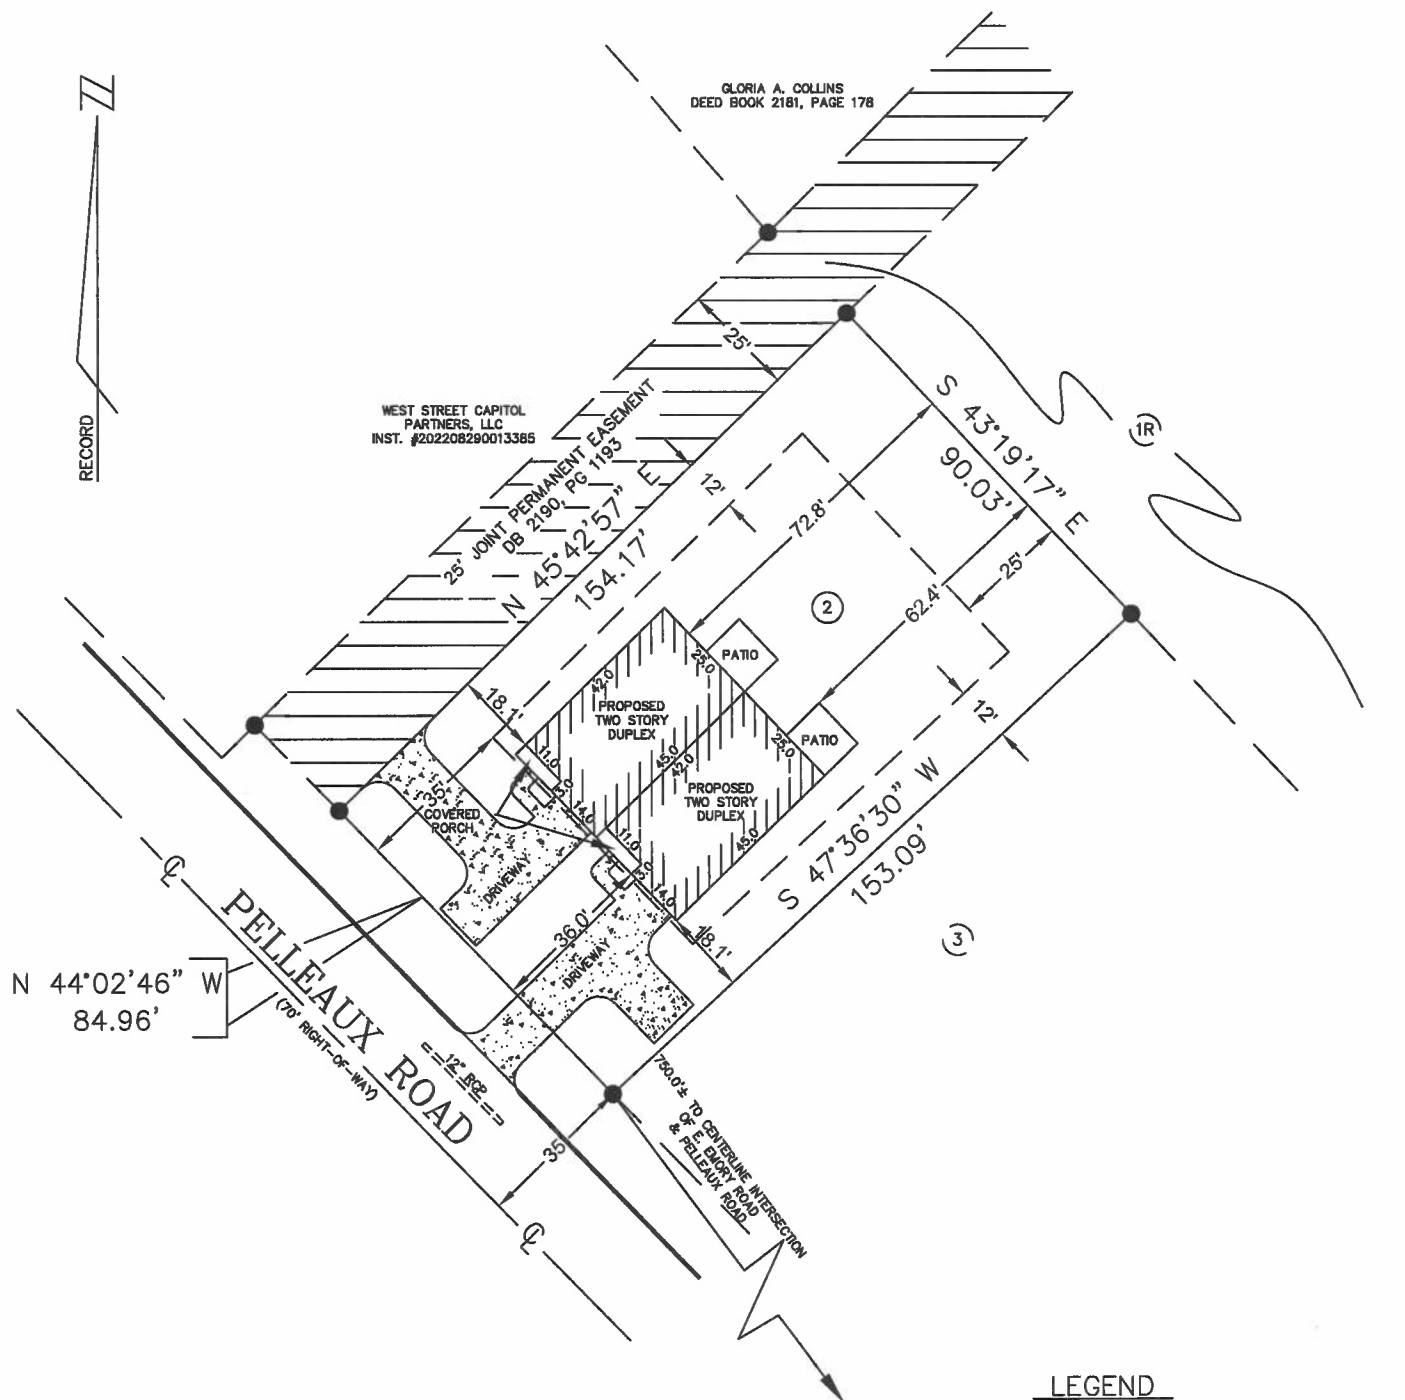 N
RECORD
GLORIA A. COLLINS
DEED BOOK 2181, PAGE 178
WEST STREET CAPITOL
PARTNERS, LLC
INST. #202208290013385
25' JOINT PERMANENT EASEMENT
DB 2190, PG 1193
N 45°42'57" E
154.17'
25'
12'
S 43°19'17" E
90.03'
1R
72.8'
62.4'
25'
2
12'
S 47°36'30" W
153.09'
3
PATIO
PATIO
25.0
25.0
42.0
PROPOSED
TWO STORY
DUPLEX
45.0
42.0
PROPOSED
TWO STORY
DUPLEX
45.0
18.1'
11.0
3.0
14.0
11.0
3.0
14.0
18.1'
35'
COVERED
PORCH
DRIVEWAY
36.0'
DRIVEWAY
CL
PELLEAUX ROAD
(70' RIGHT-OF-WAY)
N 44°02'46" W
84.96'
12" RCP
35'
CL
750.0'± TO CENTERLINE INTERSECTION
OF E. EMORY ROAD
& PELLEAUX ROAD
LEGEND